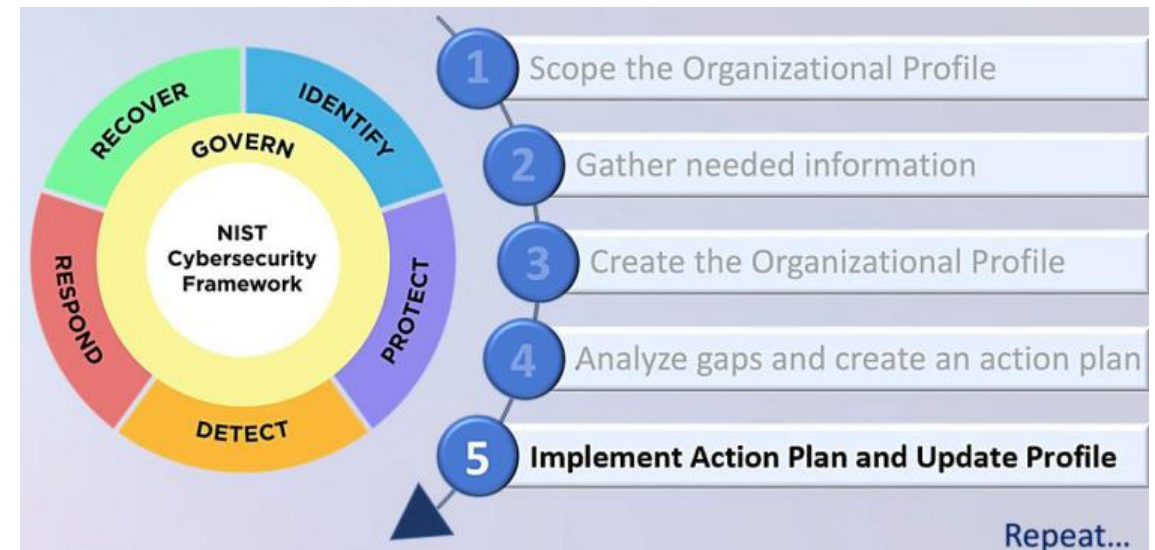 RECOVER
IDENTIFY
GOVERN
NIST
Cybersecurity
Framework
RESPOND
PROTECT
DETECT
1 Scope the Organizational Profile
2 Gather needed information
3 Create the Organizational Profile
4 Analyze gaps and create an action plan
5 Implement Action Plan and Update Profile
Repeat...